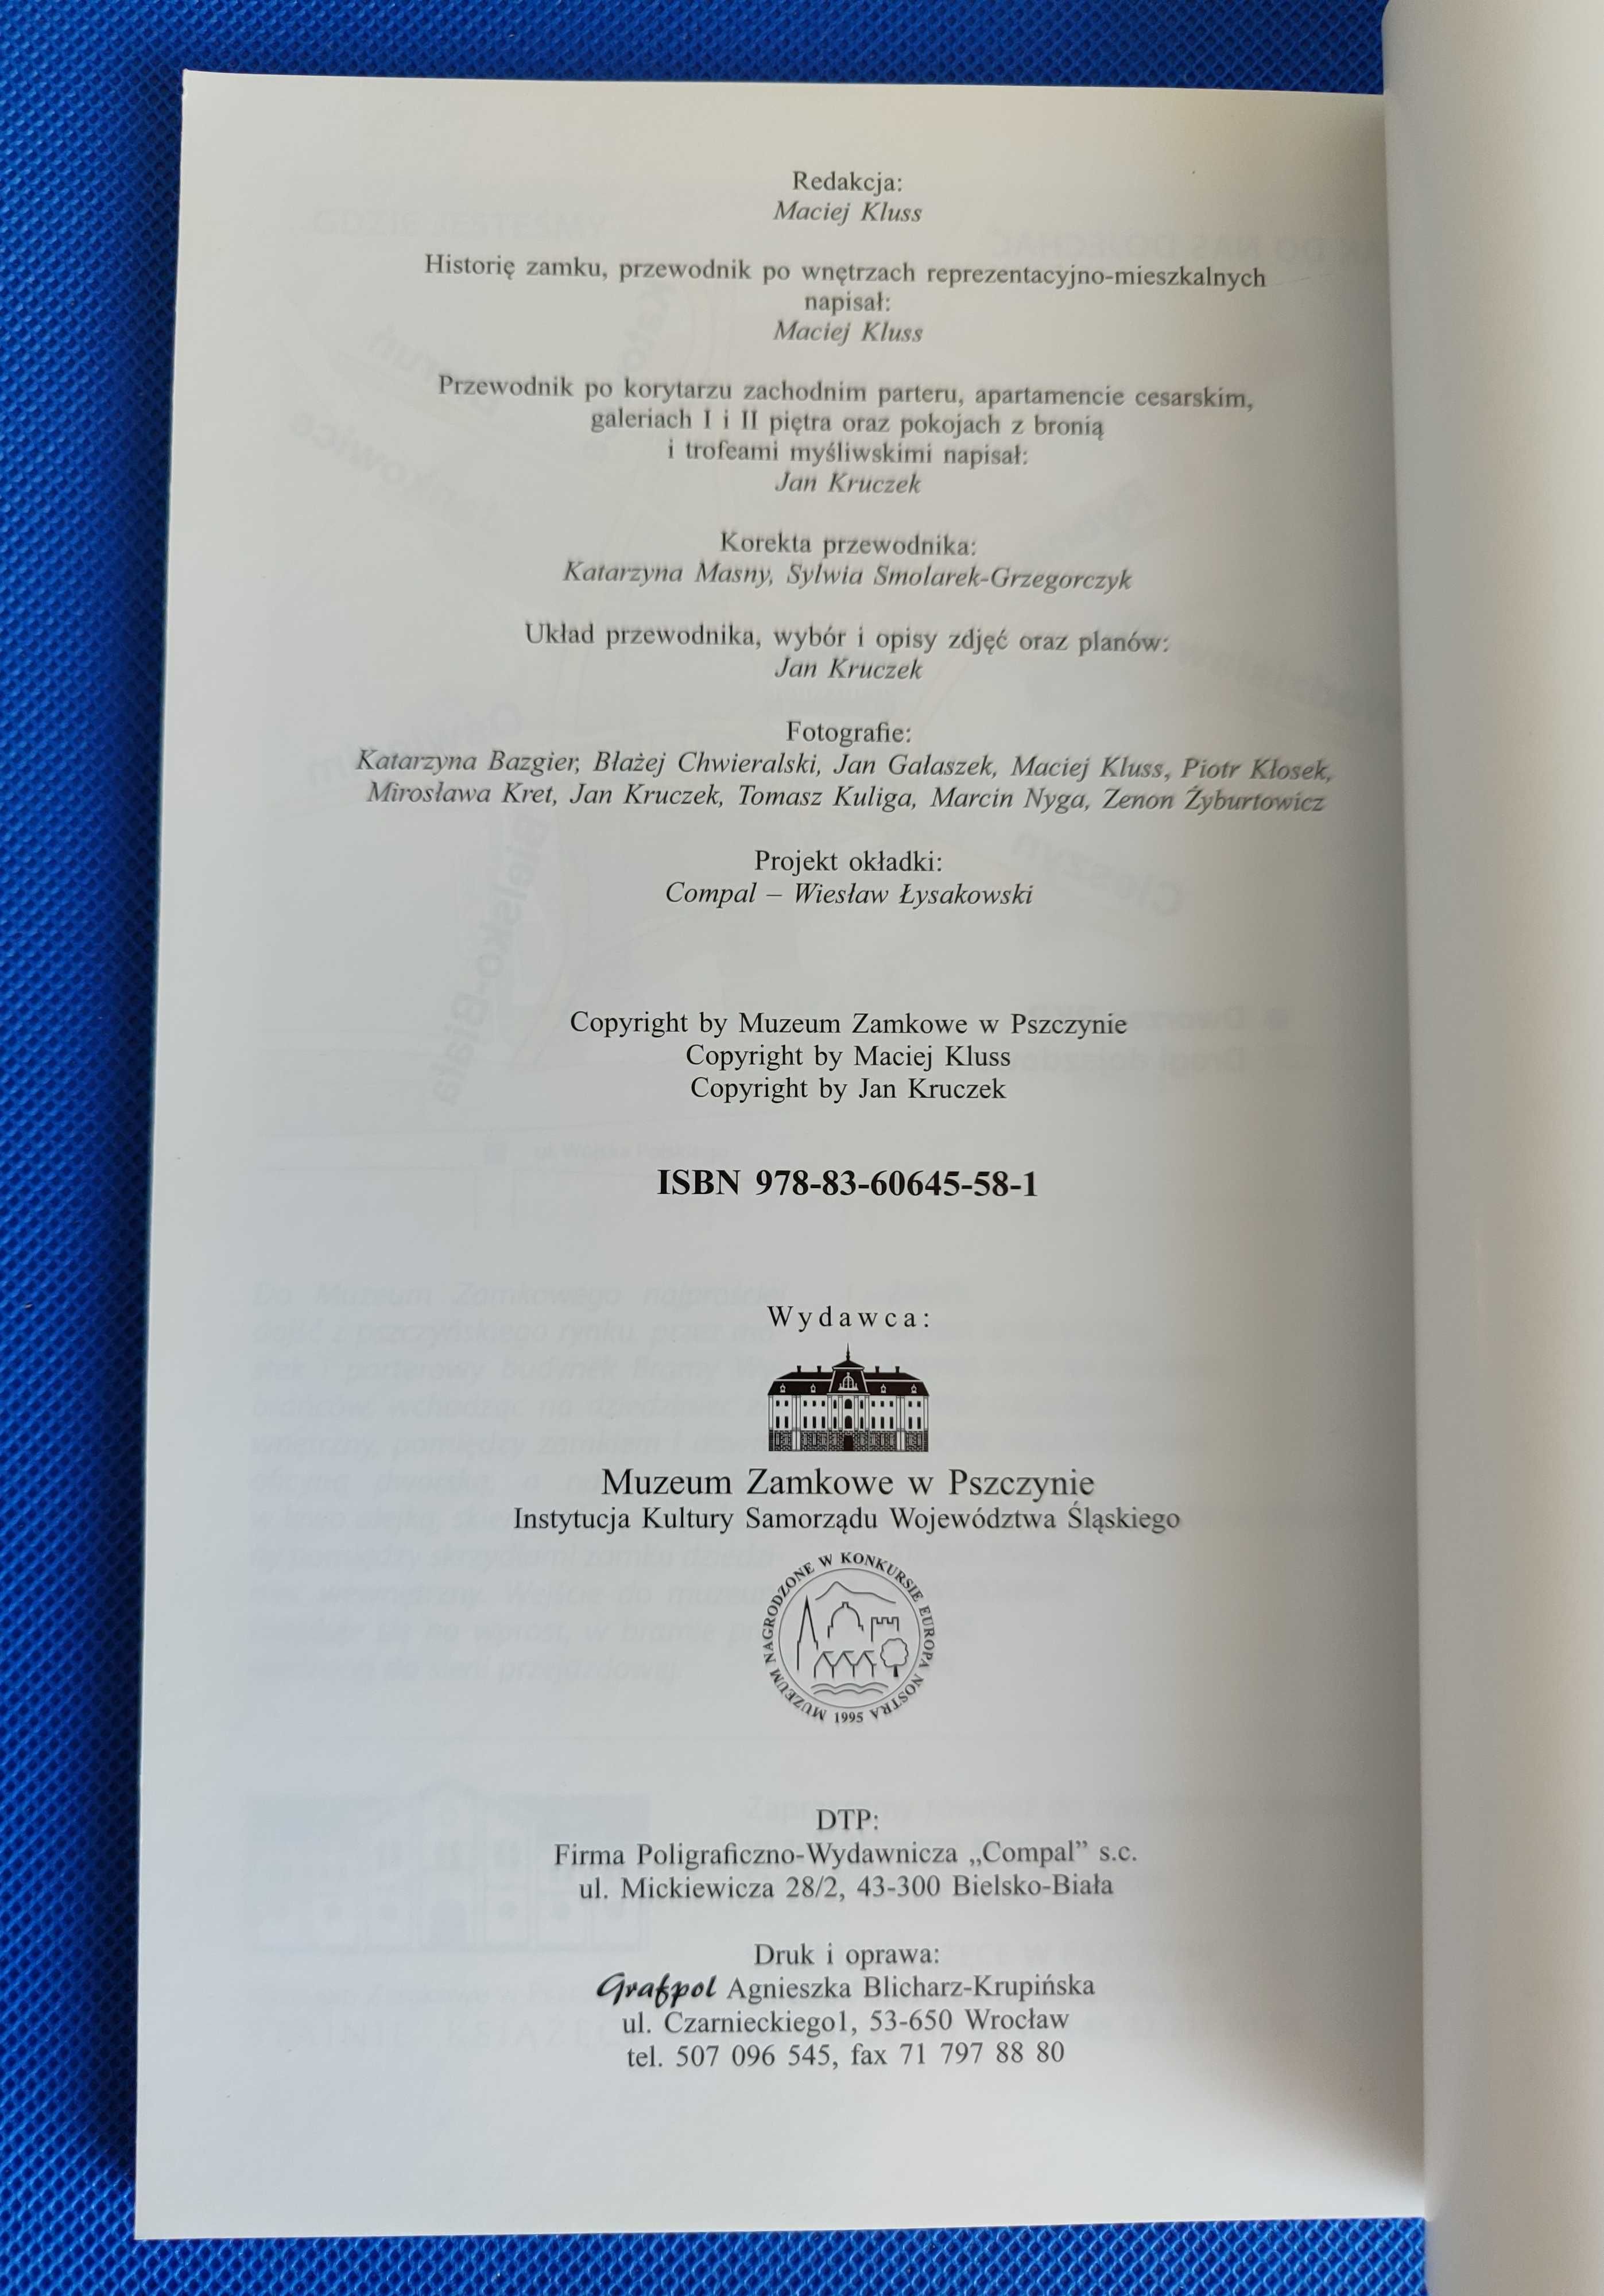 Redakcja:
Maciej Kluss
Historię zamku, przewodnik po wnętrzach reprezentacyjno-mieszkalnych
napisał:
Maciej Kluss
Przewodnik po korytarzu zachodnim parteru, apartamencie cesarskim,
galeriach I i II piętra oraz pokojach z bronią
i trofeami myśliwskimi napisał:
Jan Kruczek
Korekta przewodnika:
Katarzyna Masny, Sylwia Smolarek-Grzegorczyk
Układ przewodnika, wybór i opisy zdjęć oraz planów:
Jan Kruczek
Fotografie:
Katarzyna Bazgier, Błażej Chwieralski, Jan Gałaszek, Maciej Kluss, Piotr Kłosek,
Mirosława Kret, Jan Kruczek, Tomasz Kuliga, Marcin Nyga, Zenon Żyburtowicz
Projekt okładki:
Compal – Wiesław Łysakowski
Copyright by Muzeum Zamkowe w Pszczynie
Copyright by Maciej Kluss
Copyright by Jan Kruczek
ISBN 978-83-60645-58-1
Wydawca:
Muzeum Zamkowe w Pszczynie
Instytucja Kultury Samorządu Województwa Śląskiego
MUZEUM NAGRODZONE W KONKURSIE EUROPA NOSTRA
1995
DTP:
Firma Poligraficzno-Wydawnicza „Compal” s.c.
ul. Mickiewicza 28/2, 43-300 Bielsko-Biała
Druk i oprawa:
Grafpol Agnieszka Blicharz-Krupińska
ul. Czarnieckiego1, 53-650 Wrocław
tel. 507 096 545, fax 71 797 88 80